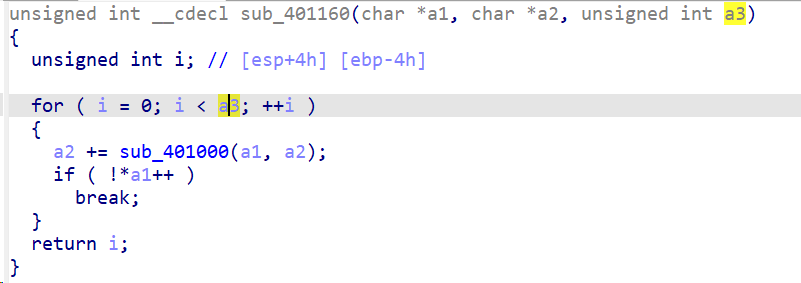 unsigned int __cdecl sub_401160(char *a1, char *a2, unsigned int a3)
{
  unsigned int i; // [esp+4h] [ebp-4h]

  for ( i = 0; i < a3; ++i )
  {
    a2 += sub_401000(a1, a2);
    if ( !*a1++ )
      break;
  }
  return i;
}